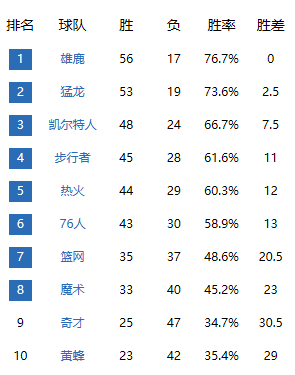 排名 球队 胜 负 胜率 胜差
1 雄鹿 56 17 76.7% 0
2 猛龙 53 19 73.6% 2.5
3 凯尔特人 48 24 66.7% 7.5
4 步行者 45 28 61.6% 11
5 热火 44 29 60.3% 12
6 76人 43 30 58.9% 13
7 篮网 35 37 48.6% 20.5
8 魔术 33 40 45.2% 23
9 奇才 25 47 34.7% 30.5
10 黄蜂 23 42 35.4% 29